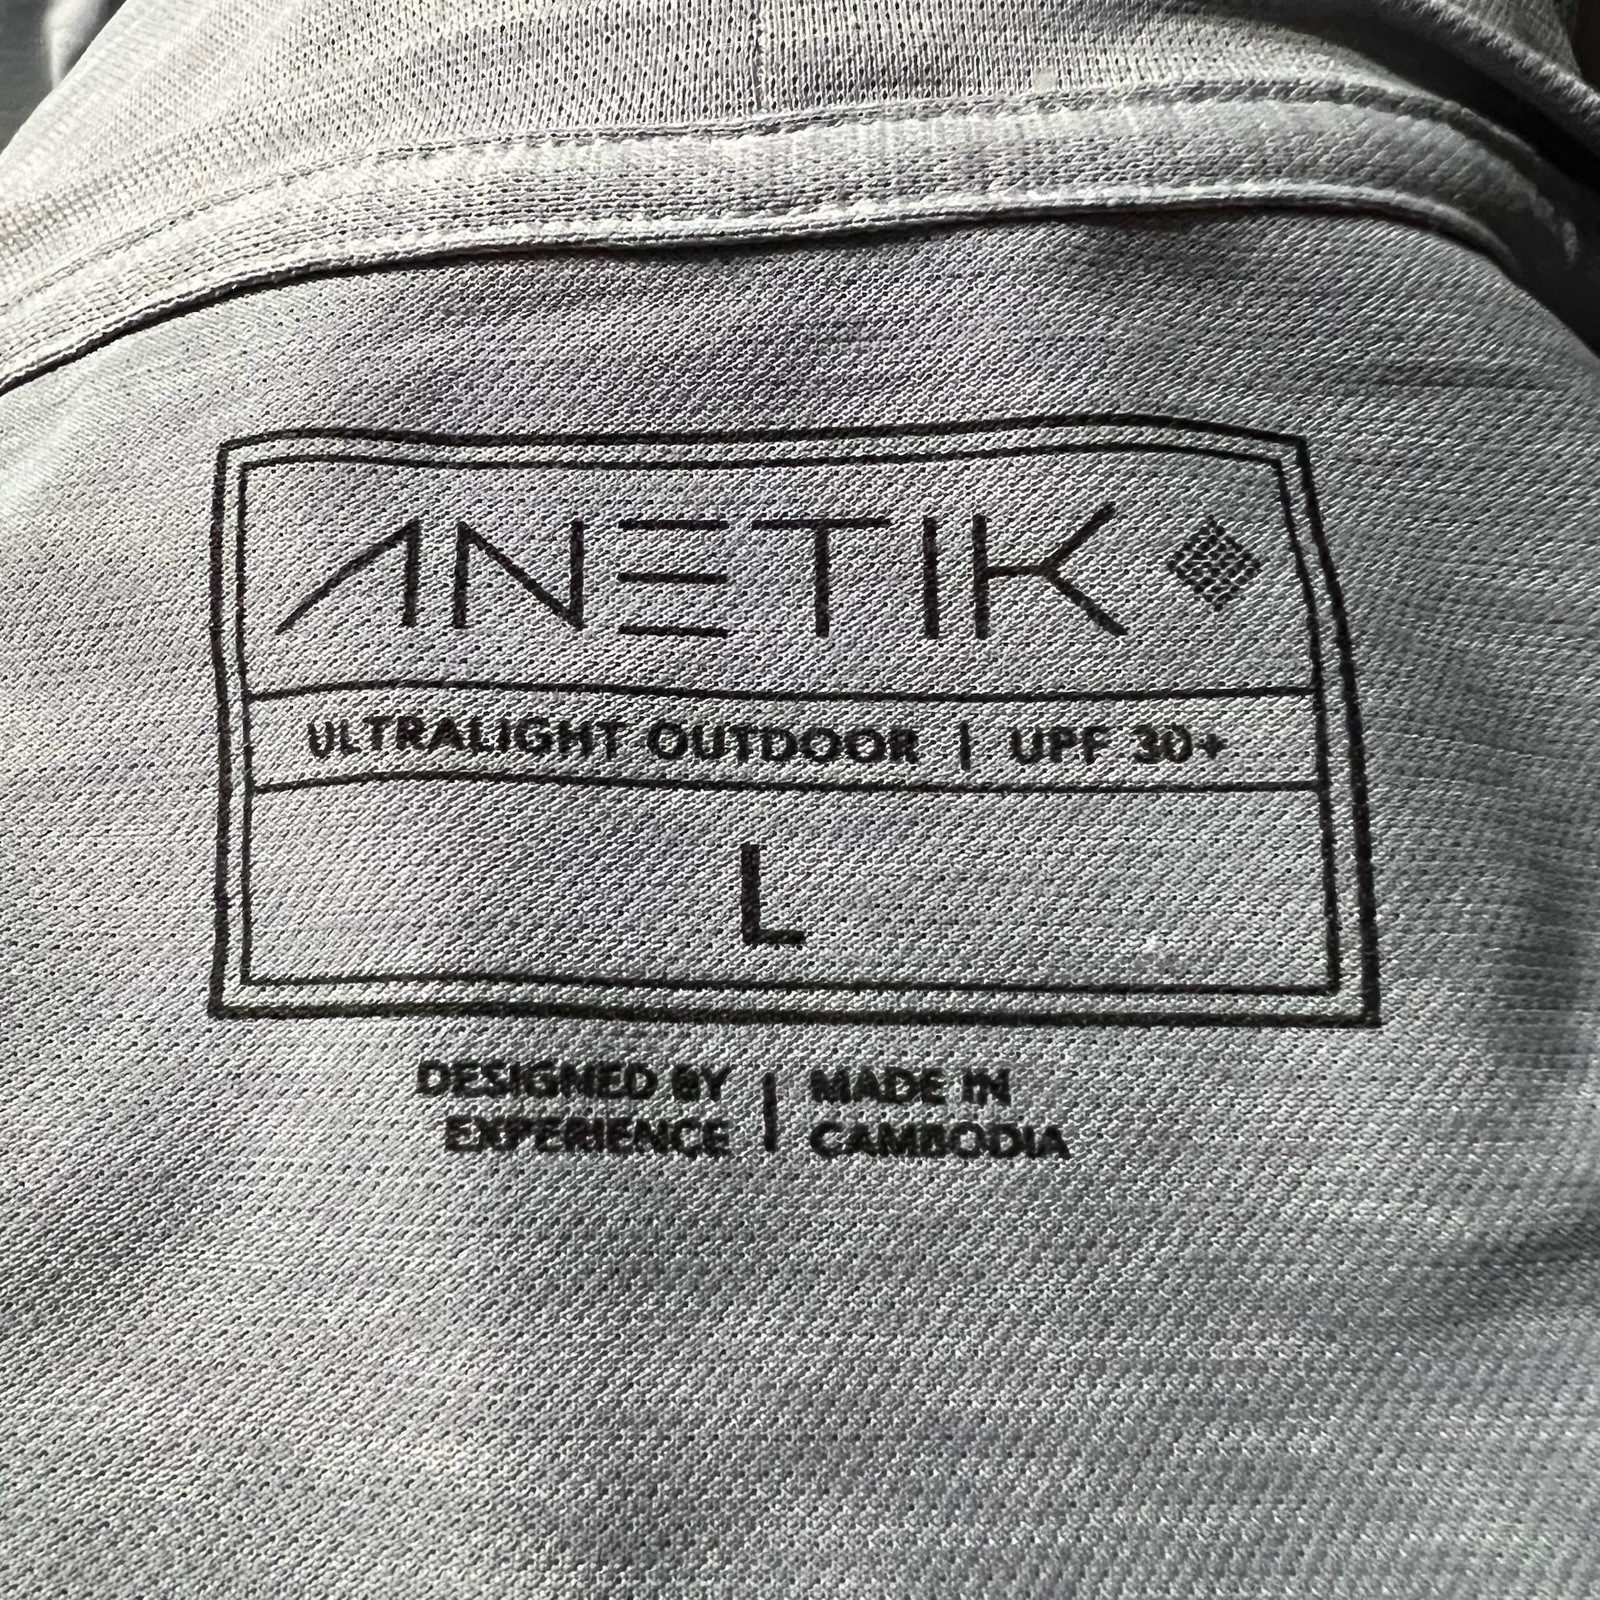 ANETIK
ULTRALIGHT OUTDOOR | UPF 30+
L
DESIGNED BY | MADE IN
EXPERIENCE | CAMBODIA